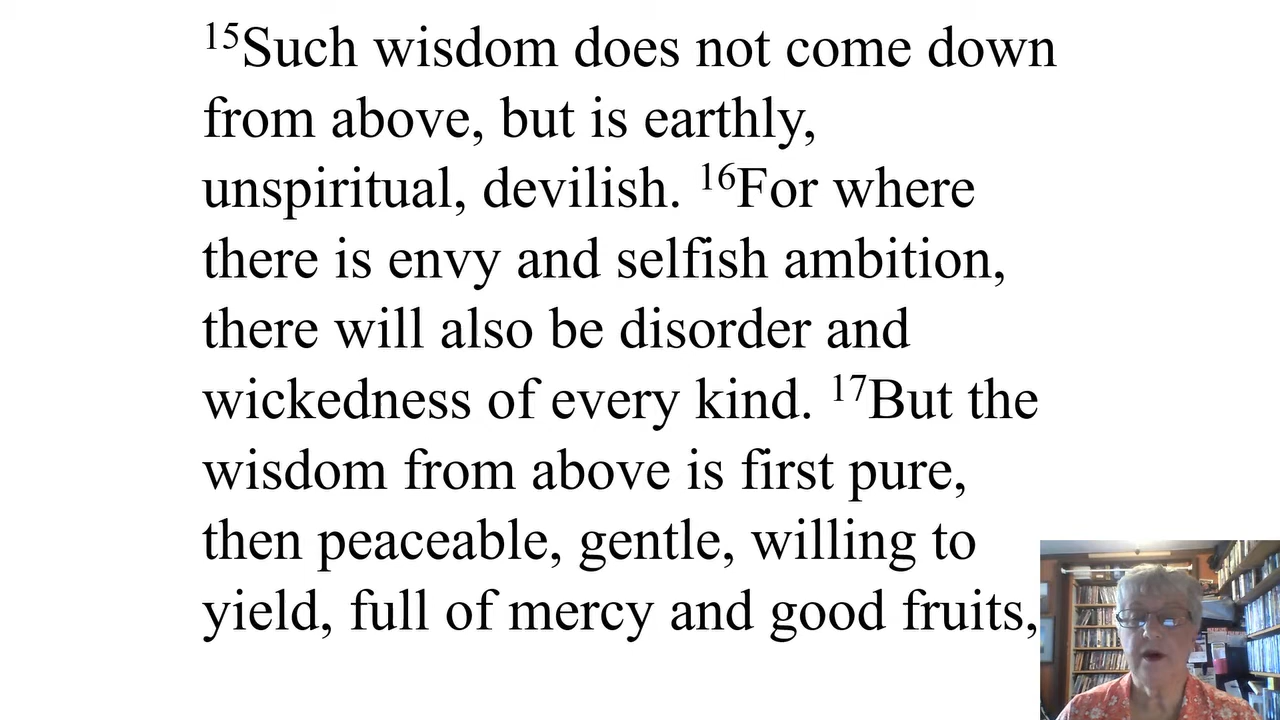 15Such wisdom does not come down
from above, but is earthly,
unspiritual, devilish. 16For where
there is envy and selfish ambition,
there will also be disorder and
wickedness of every kind. 17But the
wisdom from above is first pure,
then peaceable, gentle, willing to
yield, full of mercy and good fruits,